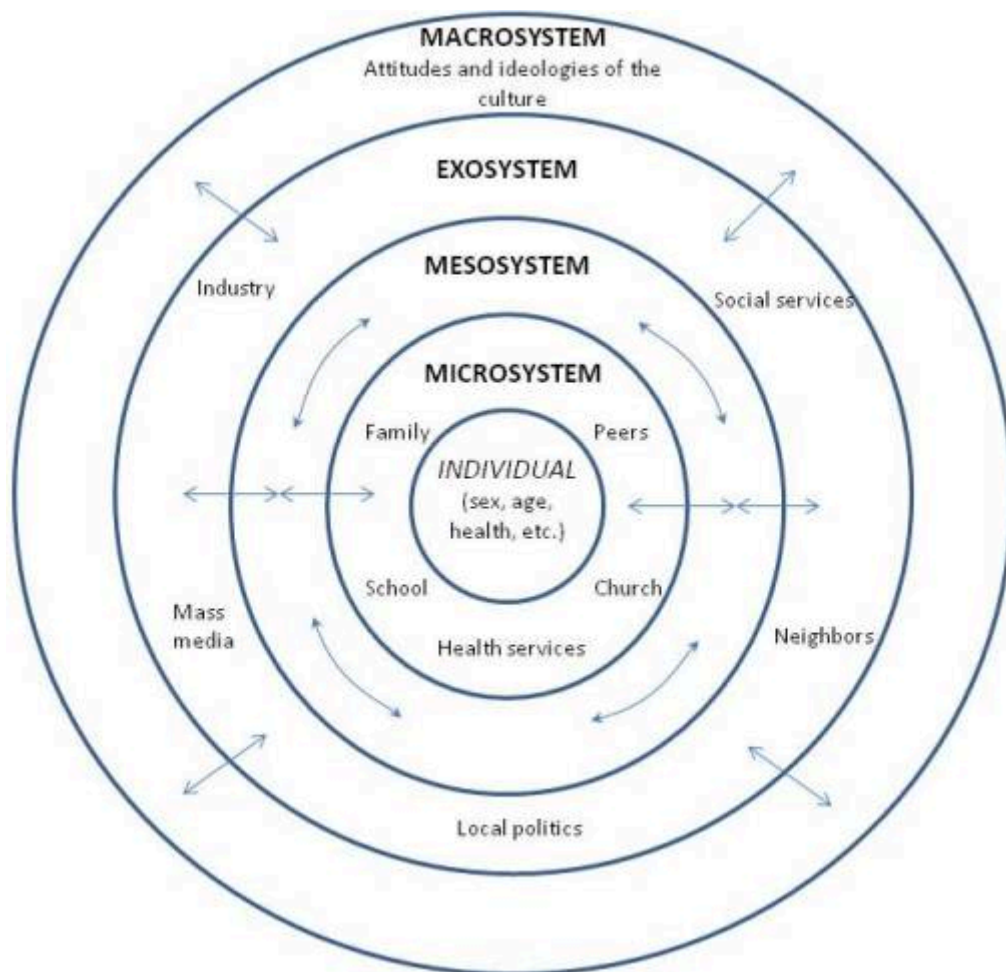 MACROSYSTEM
Attitudes and ideologies of the
culture
EXOSYSTEM
MESOSYSTEM
Industry
Social services
MICROSYSTEM
Family
Peers
INDIVIDUAL
(sex, age,
health, etc.)
School
Church
Mass
media
Health services
Neighbors
Local politics